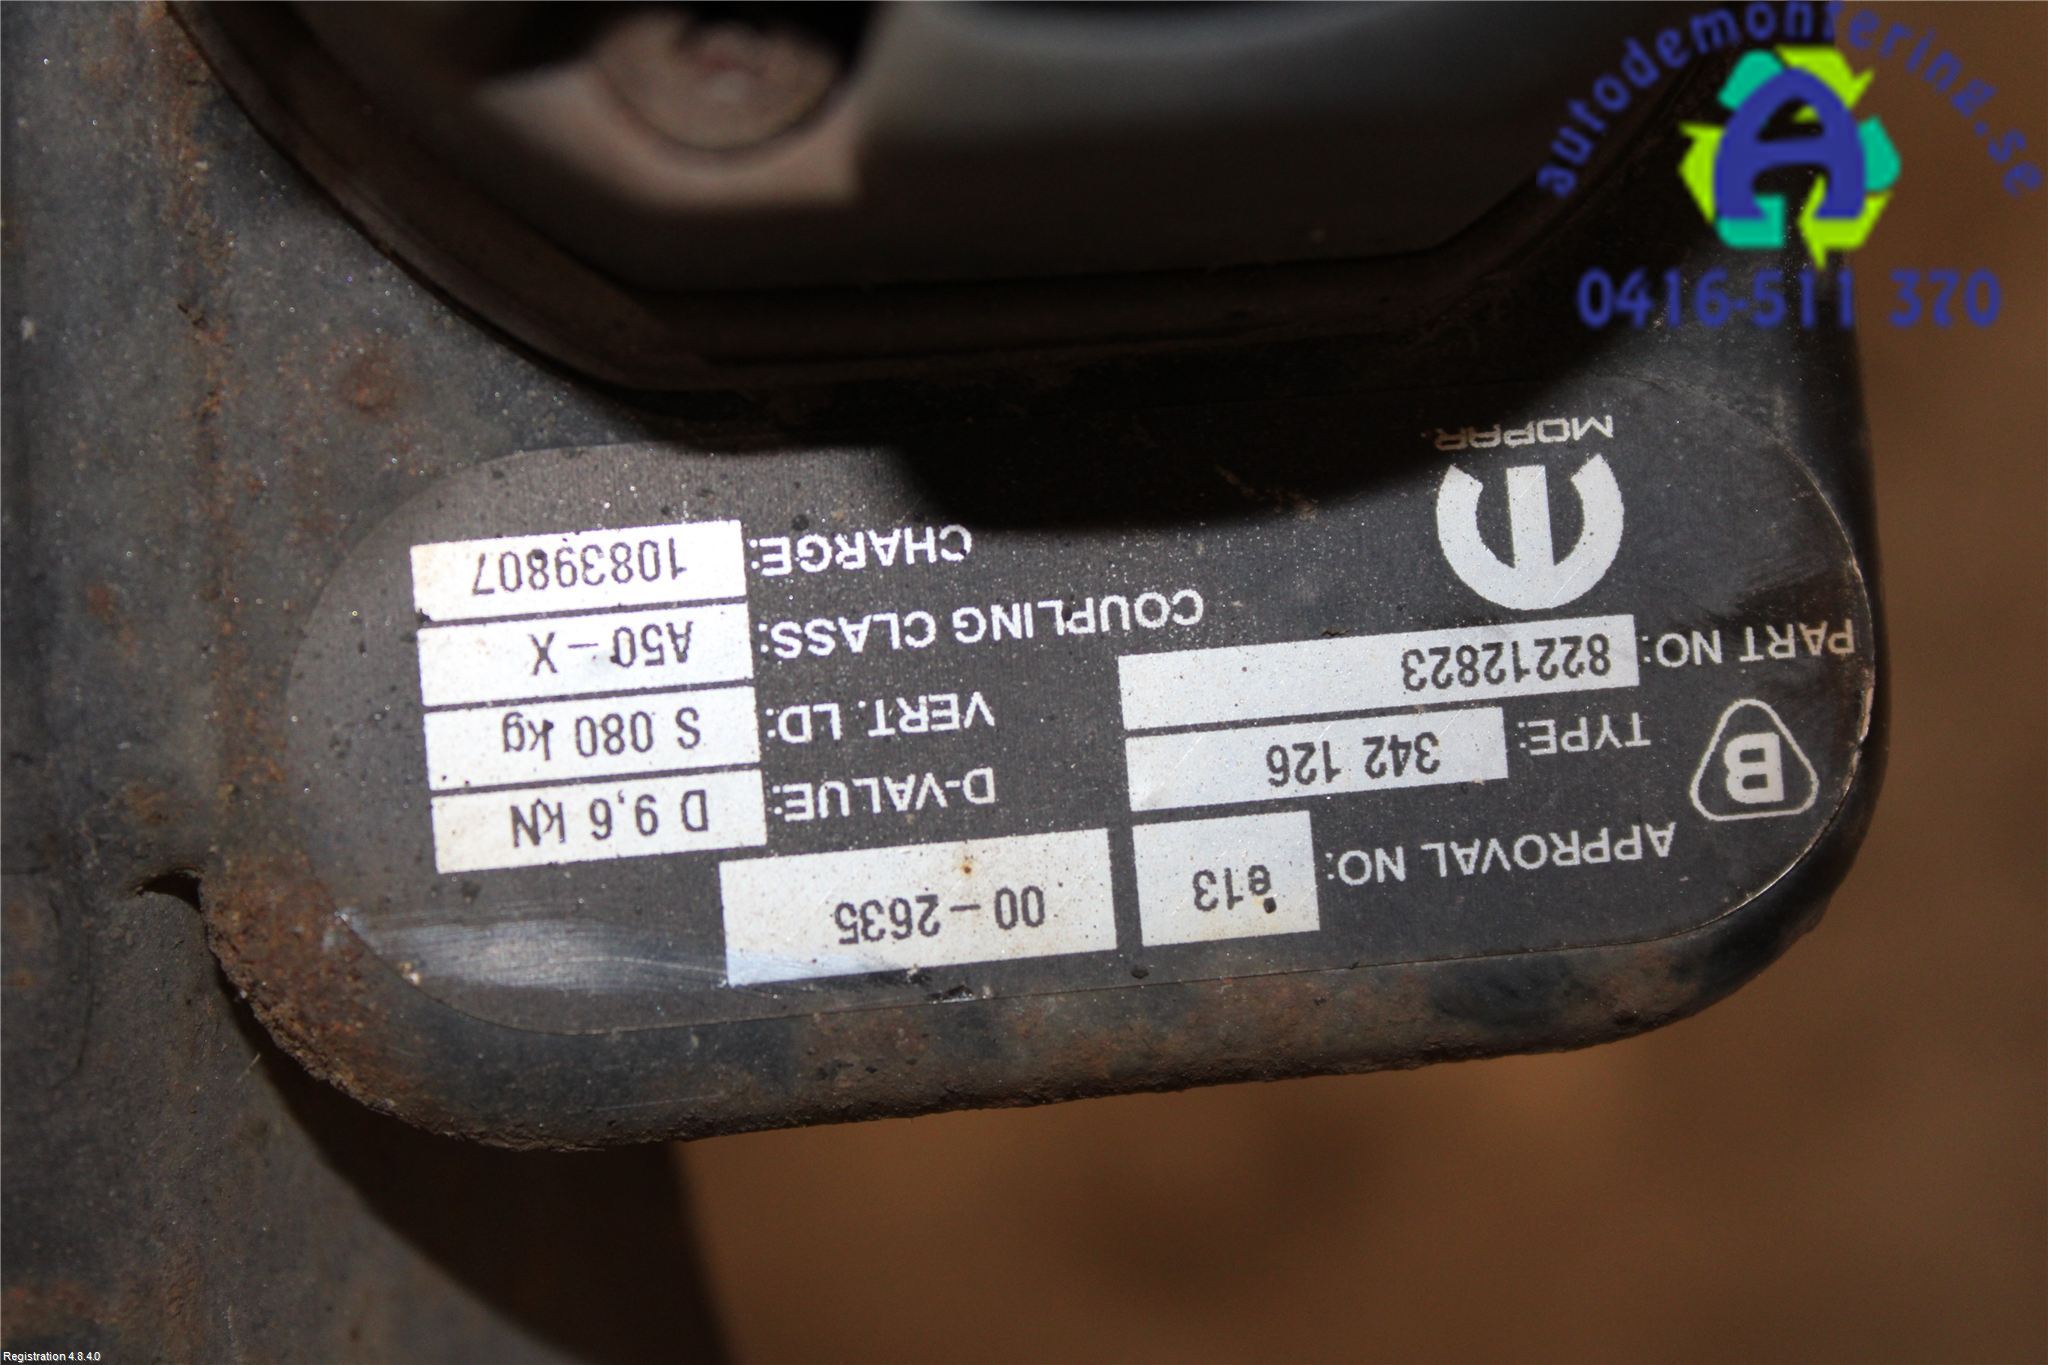 autodemontering.se
A
0416-511 370
B
APPROVAL NO: e13 00-2635
TYPE: 342 126
D-VALUE: D 9,6 kN
PART NO: 82212823
VERT. LD: S 080 kg
COUPLING CLASS: A50-X
MOPAR
CHARGE: 10839807
Registration 4.8.4.0